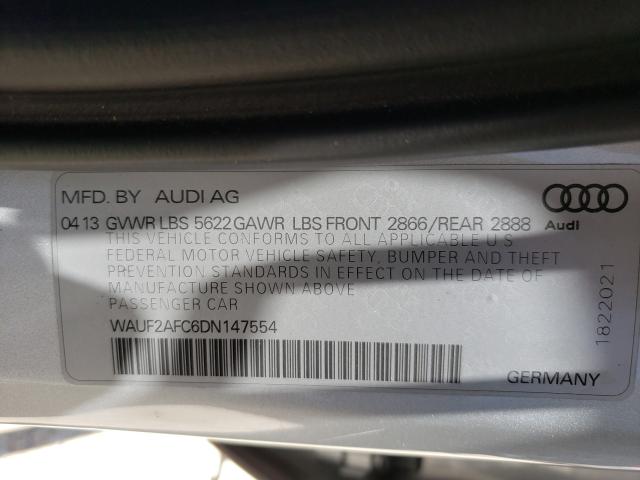 MFD. BY AUDI AG
04 13 GVWR LBS 5622 GAWR LBS FRONT 2866/REAR 2888
THIS VEHICLE CONFORMS TO ALL APPLICABLE U S
FEDERAL MOTOR VEHICLE SAFETY, BUMPER AND THEFT
PREVENTION STANDARDS IN EFFECT ON THE DATE OF
MANUFACTURE SHOWN ABOVE
PASSENGER CAR
WAUF2AFC6DN147554
GERMANY
Audi
1822021